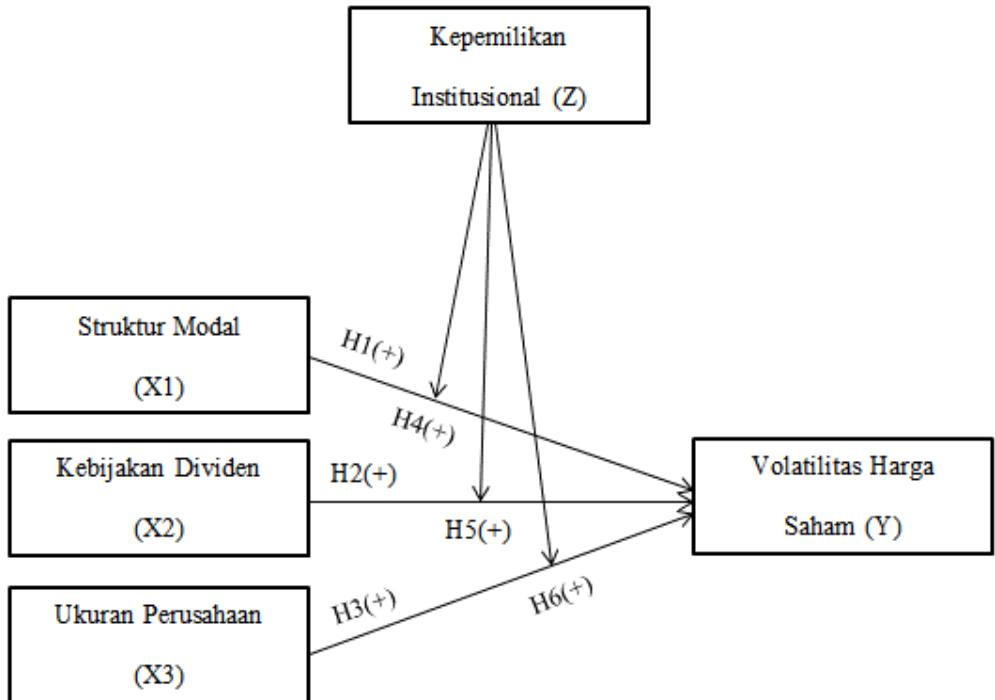 Kepemilikan
Institusional (Z)
Struktur Modal
(X1)
H1(+)
H4(+)
Kebijakan Dividen
(X2)
H2(+)
H5(+)
Volatilitas Harga
Saham (Y)
Ukuran Perusahaan
(X3)
H3(+)
H6(+)